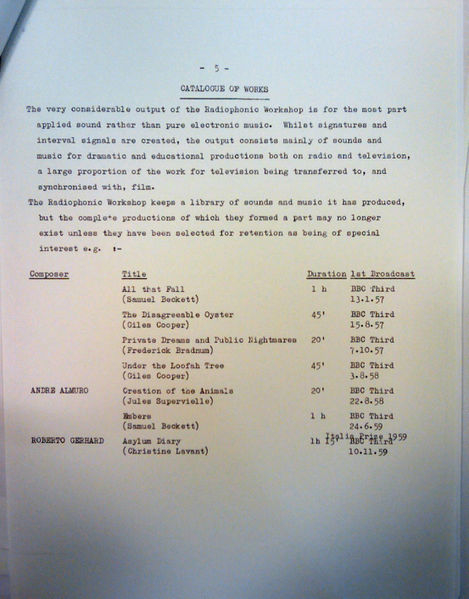 - 5 -
CATALOGUE OF WORKS
The very considerable output of the Radiophonic Workshop is for the most part
applied sound rather than pure electronic music. Whilst signatures and
interval signals are created, the output consists mainly of sounds and
music for dramatic and educational productions both on radio and television,
a large proportion of the work for television being transferred to, and
synchronised with, film.
The Radiophonic Workshop keeps a library of sounds and music it has produced,
but the complete productions of which they formed a part may no longer
exist unless they have been selected for retention as being of special
interest e.g. :-
Composer Title Duration 1st Broadcast
All that Fall 1 h BBC Third
(Samuel Beckett) 13.1.57
The Disagreeable Oyster 45' BBC Third
(Giles Cooper) 15.8.57
Private Dreams and Public Nightmares 20' BBC Third
(Frederick Bradnum) 7.10.57
Under the Loofah Tree 45' BBC Third
(Giles Cooper) 3.8.58
ANDRE ALMURO Creation of the Animals 20' BBC Third
(Jules Supervielle) 22.8.58
Embers 1 h BBC Third
(Samuel Beckett) 24.6.59
Italia Prize 1959
ROBERTO GERHARD Asylum Diary 1h 15' BBC Third
(Christine Lavant) 10.11.59